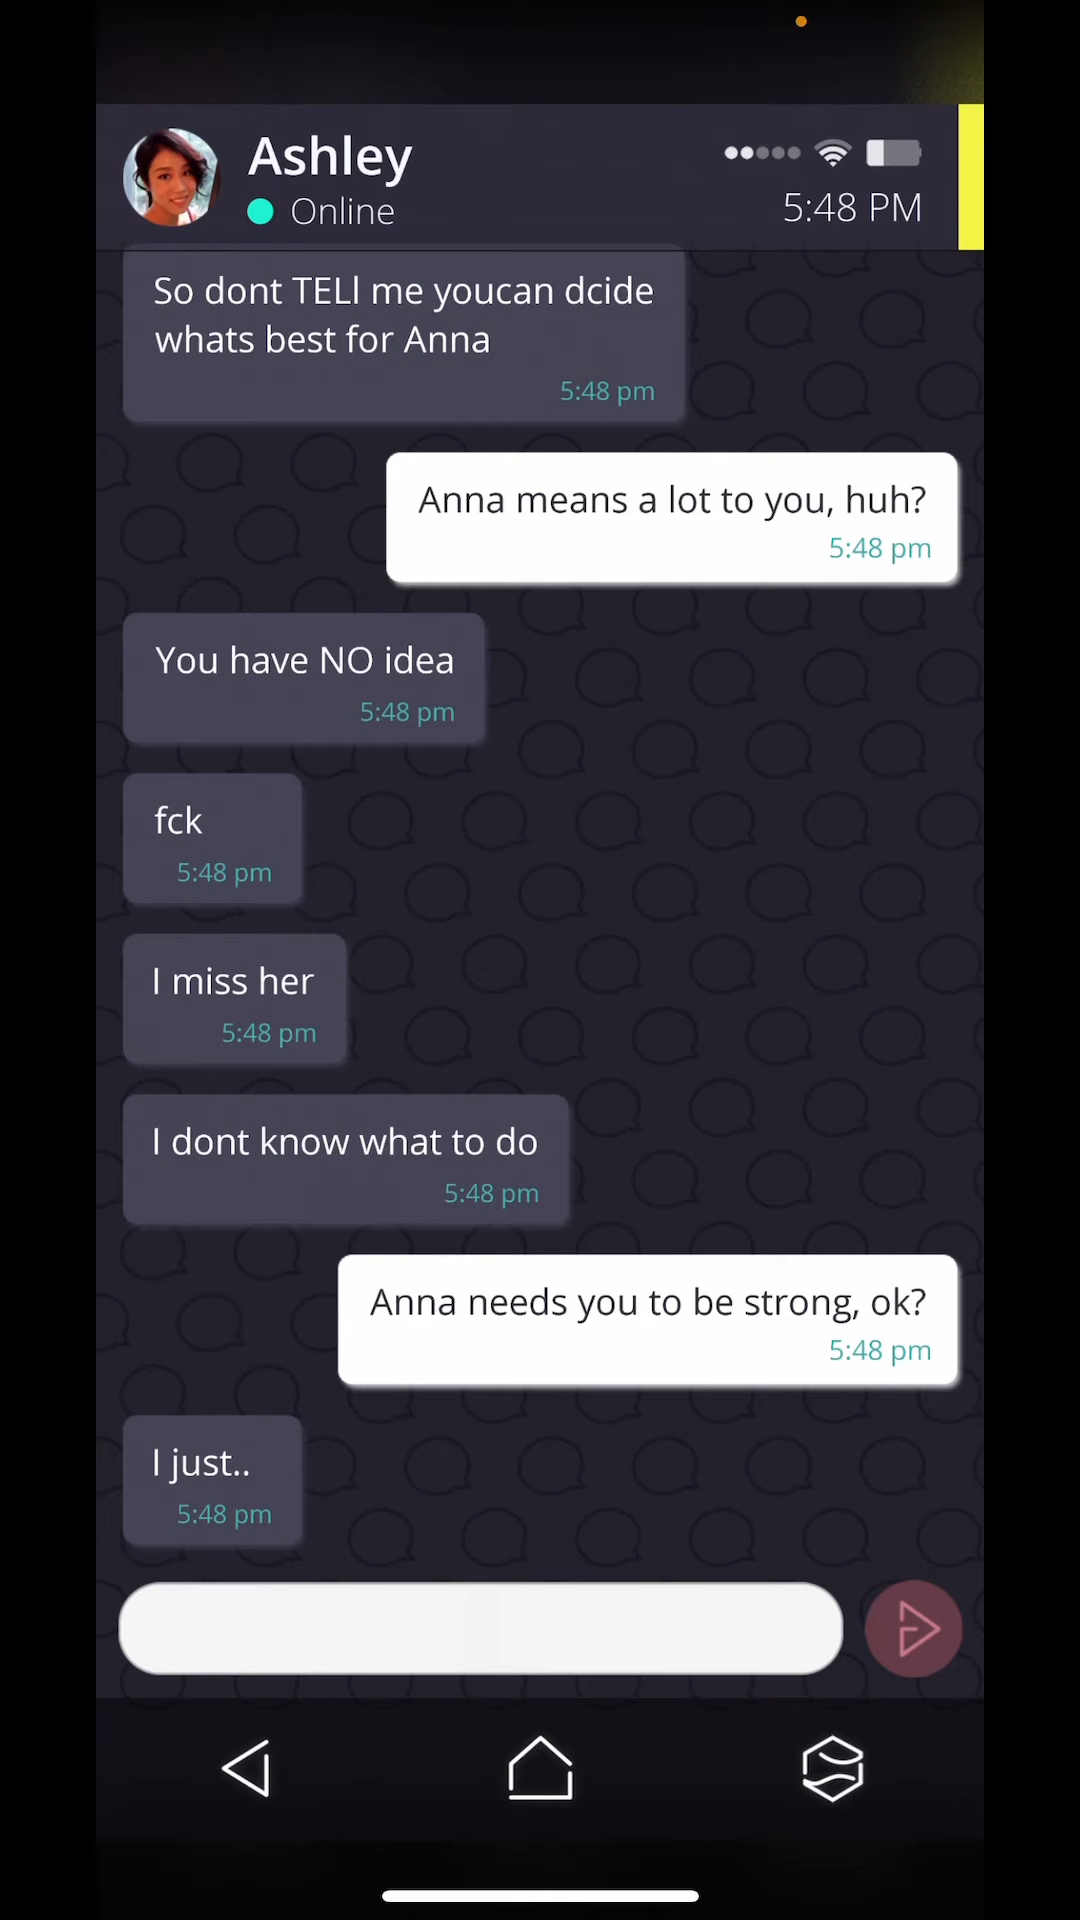 Ashley
Online
5:48 PM
So dont TELl me youcan dcide
whats best for Anna
5:48 pm
Anna means a lot to you, huh?
5:48 pm
You have NO idea
5:48 pm
fck
5:48 pm
I miss her
5:48 pm
I dont know what to do
5:48 pm
Anna needs you to be strong, ok?
5:48 pm
I just..
5:48 pm